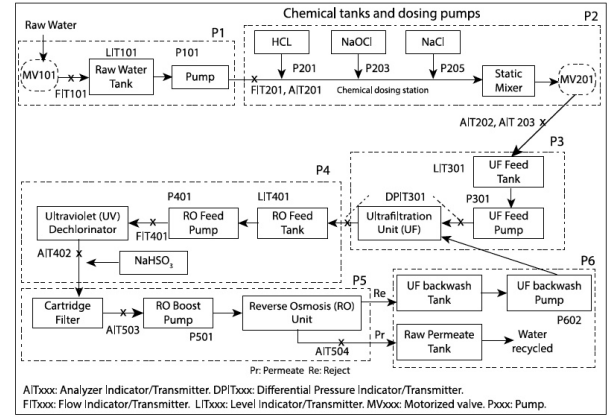 Chemical tanks and dosing pumps
P2
P1
Raw Water
LIT101
P101
HCL
NaOCl
NaCl
MV101
Raw Water
Tank
Pump
P201
P203
P205
Static
Mixer
MV201
FIT101
FIT201, AIT201
Chemical dosing station
AIT202, AIT 203
P3
P4
LIT301
UF Feed
Tank
P401
LIT401
DPIT301
P301
Ultraviolet (UV)
Dechlorinator
RO Feed
Pump
RO Feed
Tank
Ultrafiltration
Unit (UF)
UF Feed
Pump
FIT401
AIT402
NaHSO3
P5
P6
Cartridge
Filter
RO Boost
Pump
Reverse Osmosis (RO)
Unit
Re
UF backwash
Tank
UF backwash
Pump
AIT503
P501
P602
AIT504
Pr
Raw Permeate
Tank
Water
recycled
Pr: Permeate Re: Reject
AITxxx: Analyzer Indicator/Transmitter. DPITxxx: Differential Pressure Indicator/Transmitter.
FITxxx: Flow Indicator/Transmitter. LITxxx: Level Indicator/Transmitter. MVxxx: Motorized valve. Pxxx: Pump.